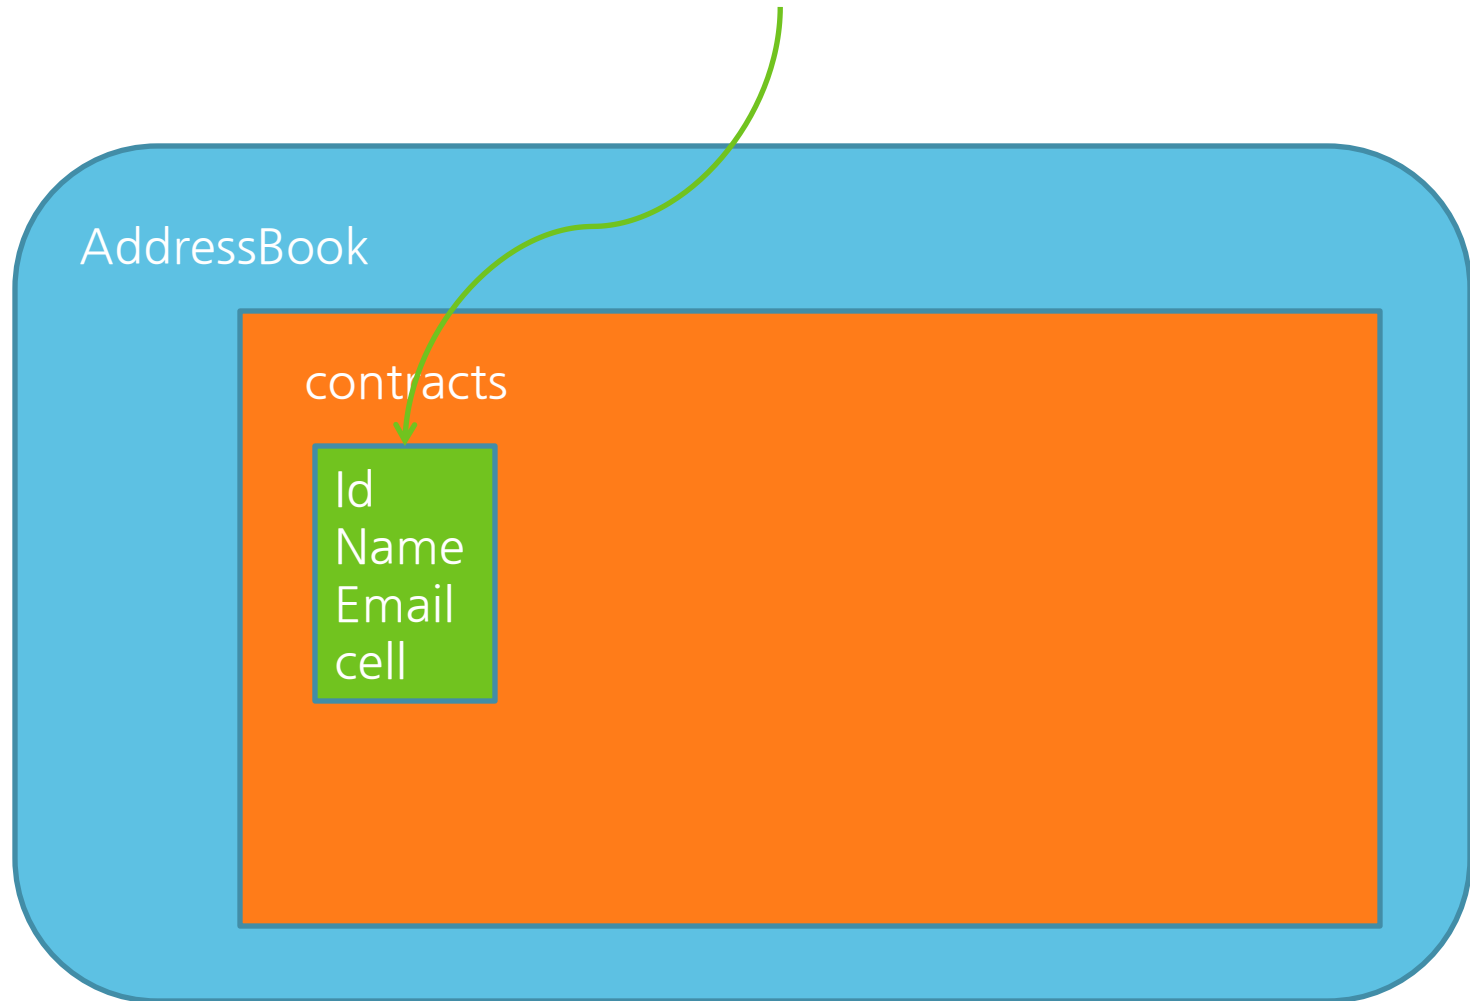 AddressBook
contracts
Id
Name
Email
cell